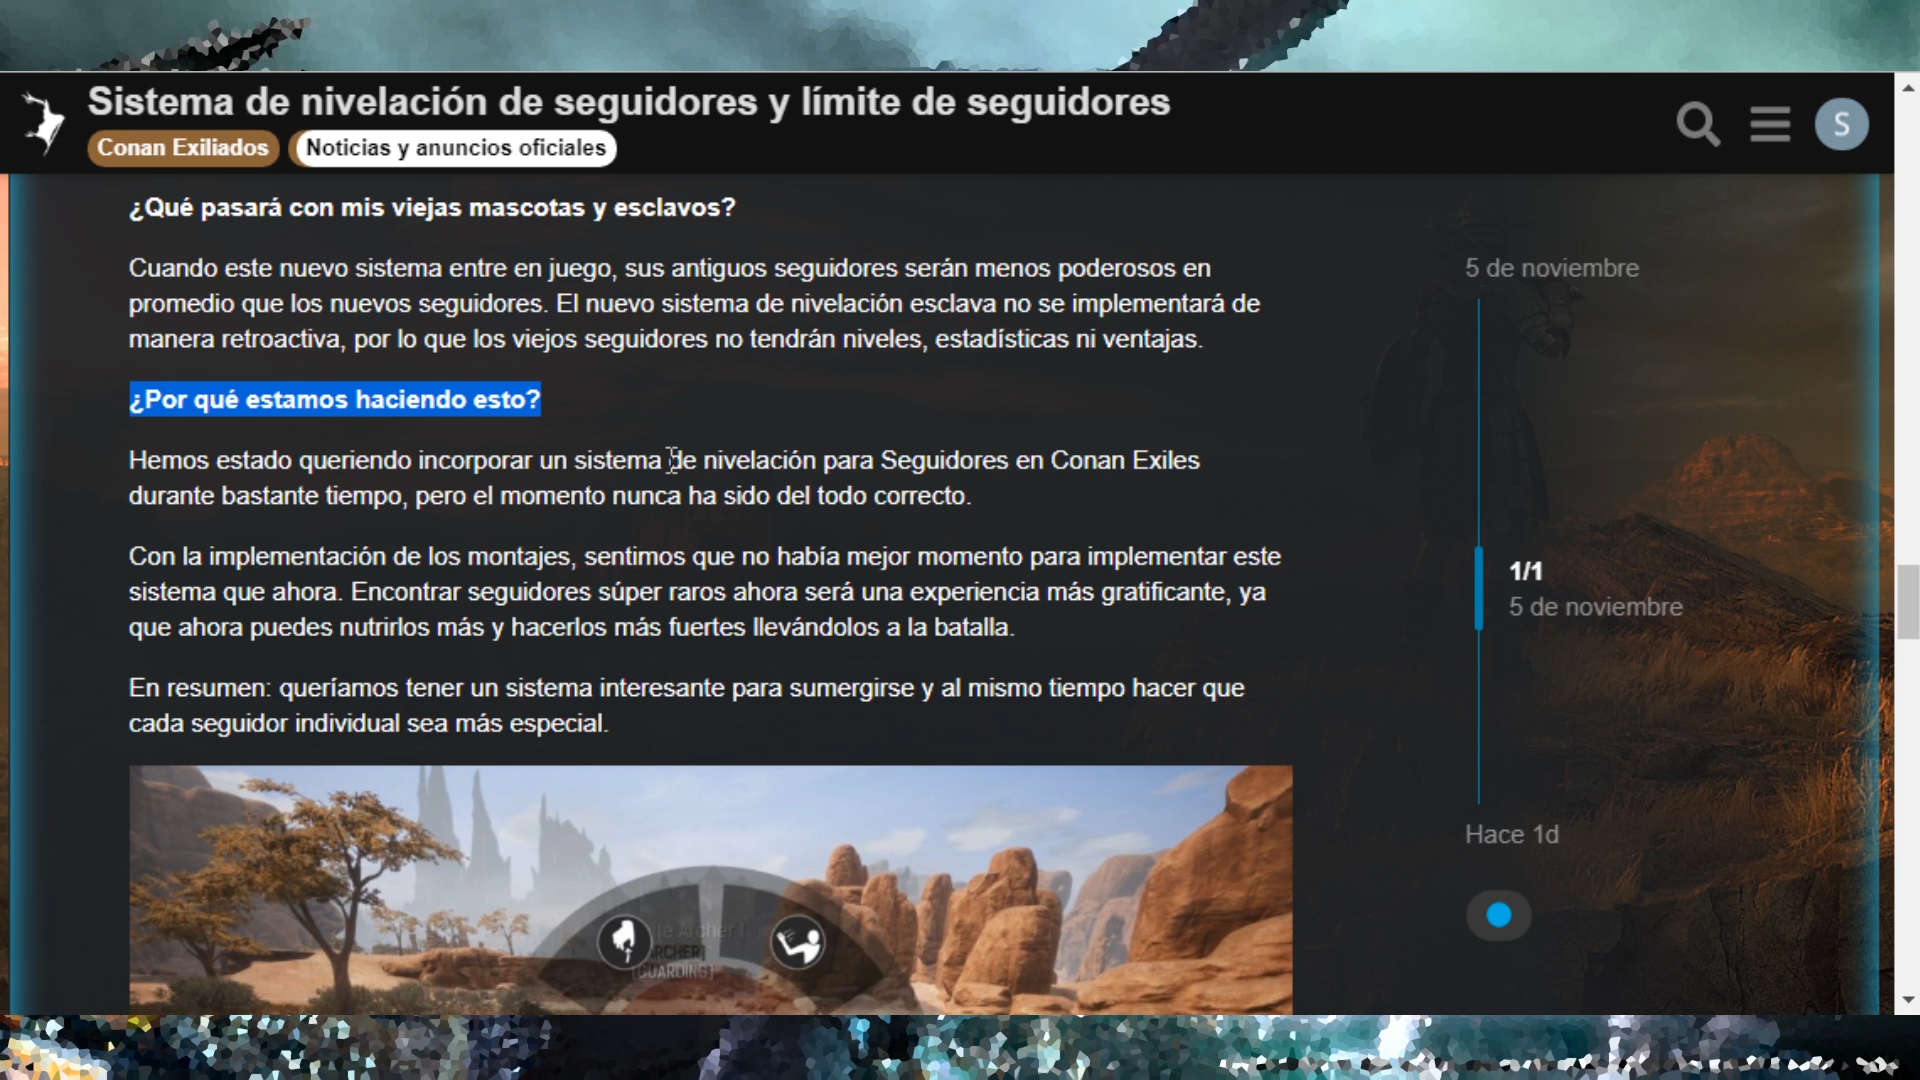 Sistema de nivelación de seguidores y límite de seguidores
Conan Exiliados
Noticias y anuncios oficiales
S
¿Qué pasará con mis viejas mascotas y esclavos?
Cuando este nuevo sistema entre en juego, sus antiguos seguidores serán menos poderosos en
promedio que los nuevos seguidores. El nuevo sistema de nivelación esclava no se implementará de
manera retroactiva, por lo que los viejos seguidores no tendrán niveles, estadísticas ni ventajas.
¿Por qué estamos haciendo esto?
Hemos estado queriendo incorporar un sistema de nivelación para Seguidores en Conan Exiles
durante bastante tiempo, pero el momento nunca ha sido del todo correcto.
Con la implementación de los montajes, sentimos que no había mejor momento para implementar este
sistema que ahora. Encontrar seguidores súper raros ahora será una experiencia más gratificante, ya
que ahora puedes nutrirlos más y hacerlos más fuertes llevándolos a la batalla.
En resumen: queríamos tener un sistema interesante para sumergirse y al mismo tiempo hacer que
cada seguidor individual sea más especial.
Archer
ARCHER]
[GUARDING]
5 de noviembre
1/1
5 de noviembre
Hace 1d